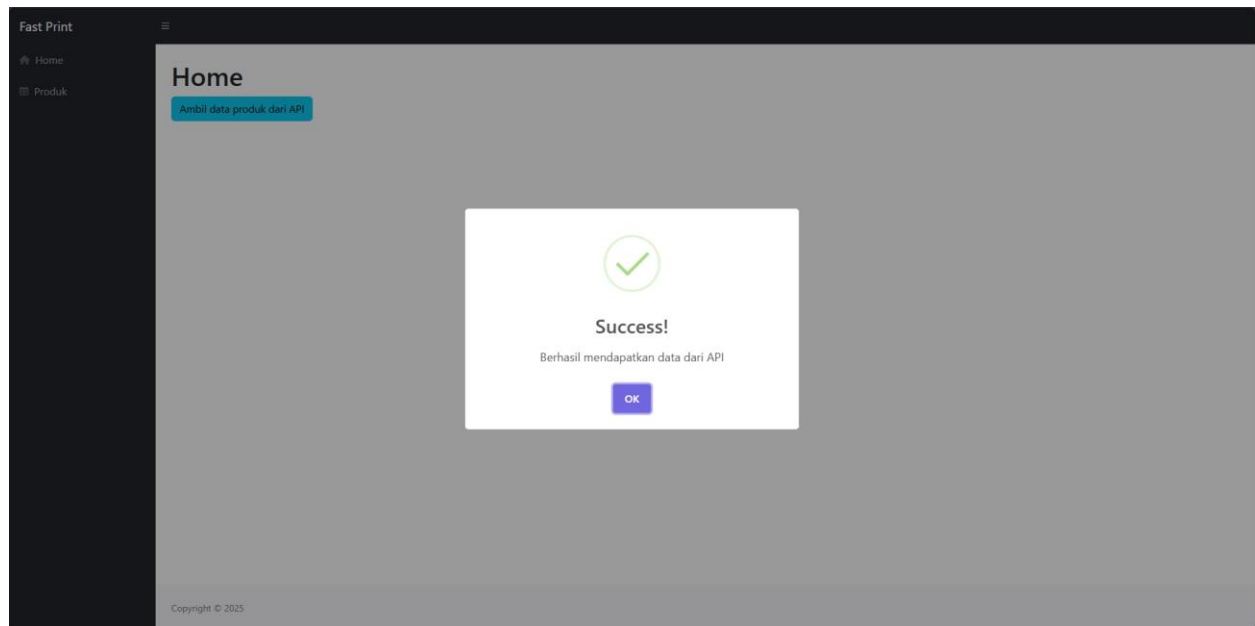 Fast Print
Home
Produk
Home
Ambil data produk dari API
Success!
Berhasil mendapatkan data dari API
OK
Copyright © 2025